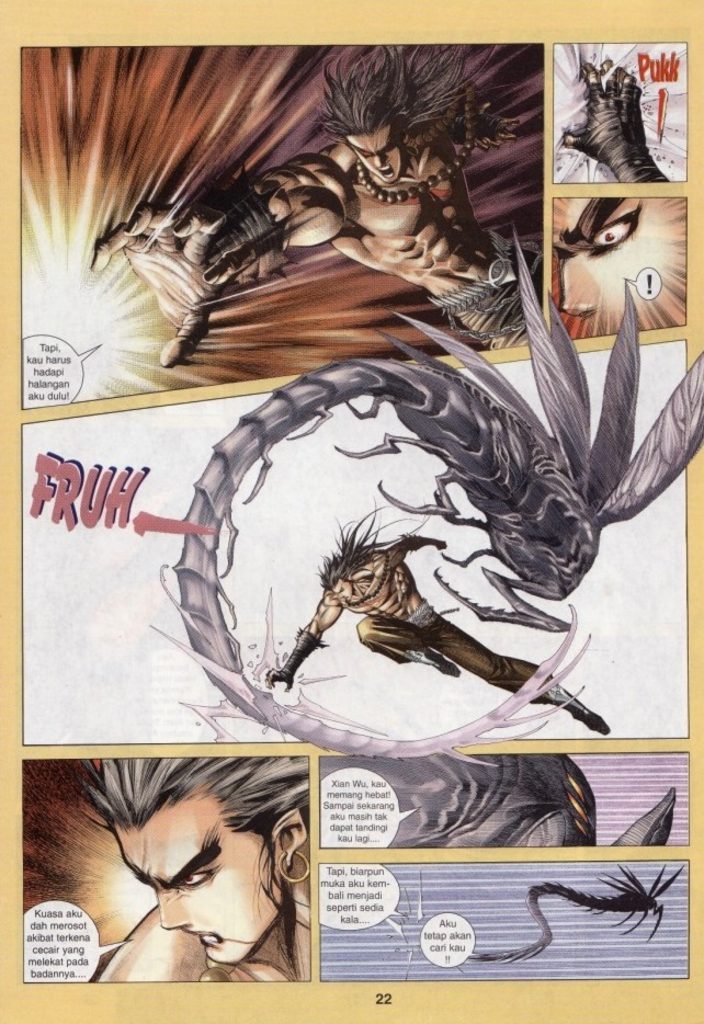 Pukk!
!
Tapi,
kau harus
hadapi
halangan
aku dulu!
FRUH
Kuasa aku
dah merosot
akibat terkena
cecair yang
melekat pada
badannya....
Xian Wu, kau
memang hebat!
Sampai sekarang
aku masih tak
dapat tandingi
kau lagi....
Tapi, biarpun
muka aku kem-
bali menjadi
seperti sedia
kala....
Aku
tetap akan
cari kau
!!
22